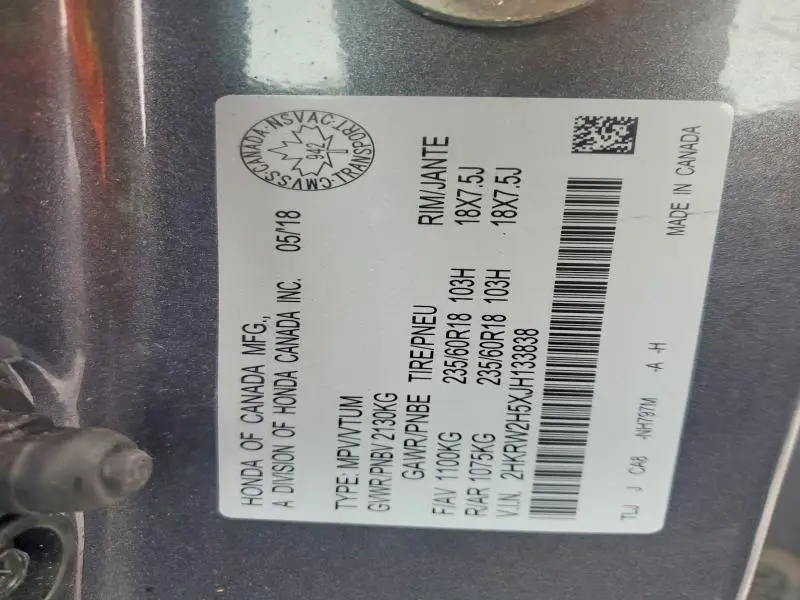 HONDA OF CANADA MFG.,
A DIVISION OF HONDA CANADA INC. 05/'18
CANADA·NSVAC·TRANSPORT·CMVSS
942
TYPE: MPV/VTUM
GVWR/PNBV 2130KG
GAWR/PNBE TIRE/PNEU RIM/JANTE
F/AV 1100KG 235/60R18 103H 18X7.5J
R/AR 1075KG 235/60R18 103H 18X7.5J
V.I.N. 2HKRW2H5XJH133838
TLJ J CA8 -NH797M -A -H
MADE IN CANADA